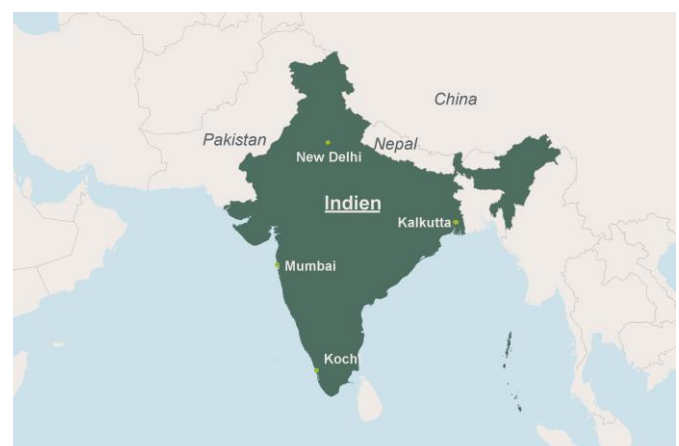 China
Pakistan
Nepal
New Delhi
Indien
Kalkutta
Mumbai
Koch